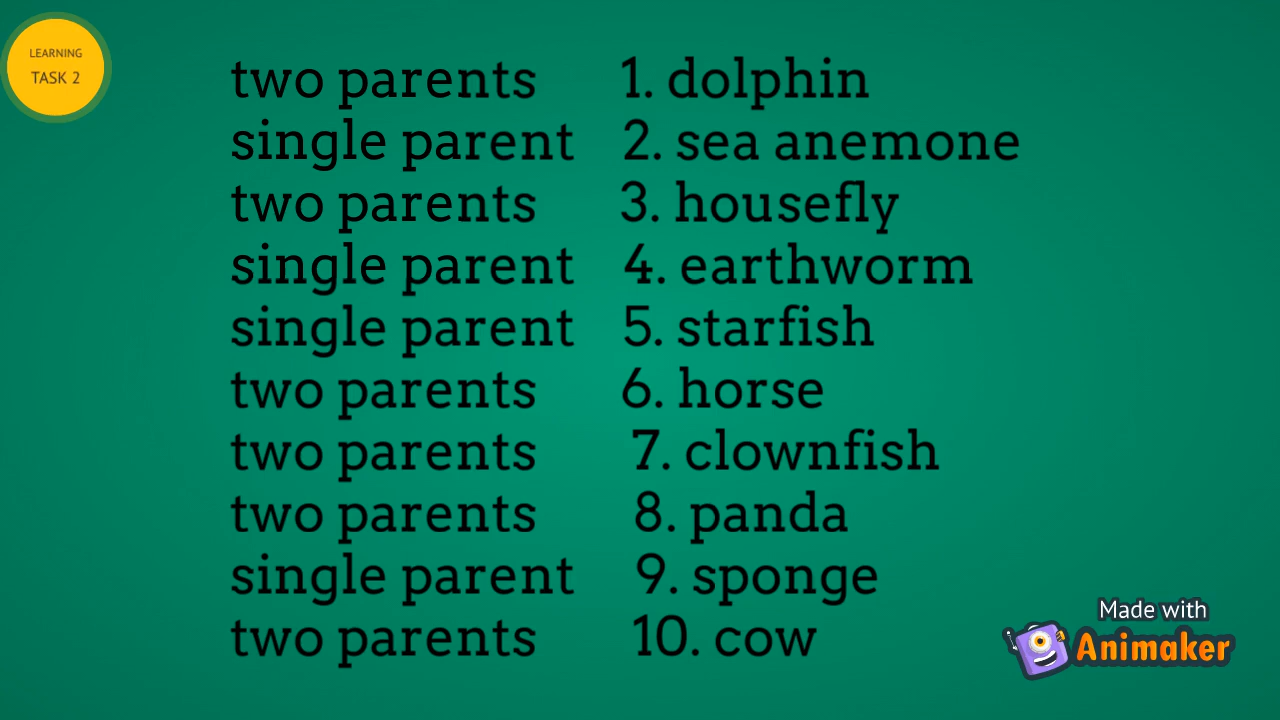 LEARNING
TASK 2
two parents 1. dolphin
single parent 2. sea anemone
two parents 3. housefly
single parent 4. earthworm
single parent 5. starfish
two parents 6. horse
two parents 7. clownfish
two parents 8. panda
single parent 9. sponge
two parents 10. cow
Made with
Animaker